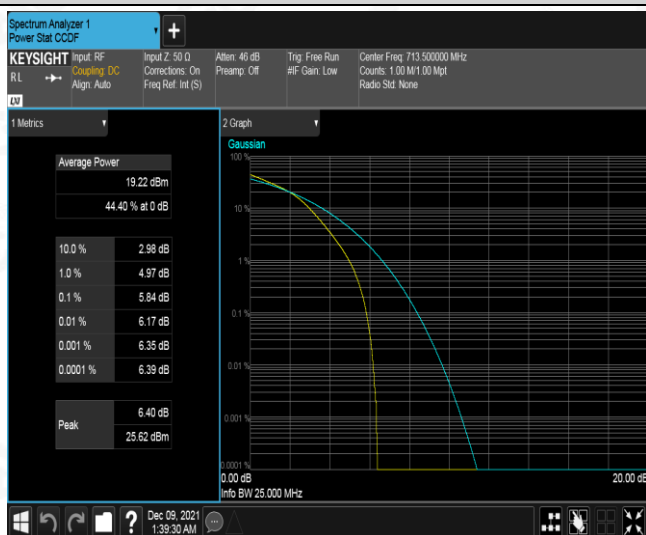 Spectrum Analyzer 1
Power Stat CCDF
KEYSIGHT
RL
LXI
Input: RF
Coupling: DC
Align: Auto
Input Z: 50 Ω
Corrections: On
Freq Ref: Int (S)
Atten: 46 dB
Preamp: Off
Trig: Free Run
#IF Gain: Low
Center Freq: 713.500000 MHz
Counts: 1.00 M/1.00 Mpt
Radio Std: None
1 Metrics
Average Power
19.22 dBm
44.40 % at 0 dB
10.0 % 2.98 dB
1.0 % 4.97 dB
0.1 % 5.84 dB
0.01 % 6.17 dB
0.001 % 6.35 dB
0.0001 % 6.39 dB
Peak
6.40 dB
25.62 dBm
2 Graph
Gaussian
100 %
10 %
1 %
0.1 %
0.01 %
0.001 %
0.0001 %
0.00 dB
20.00 dB
Info BW 25.000 MHz
?
Dec 09, 2021
1:39:30 AM